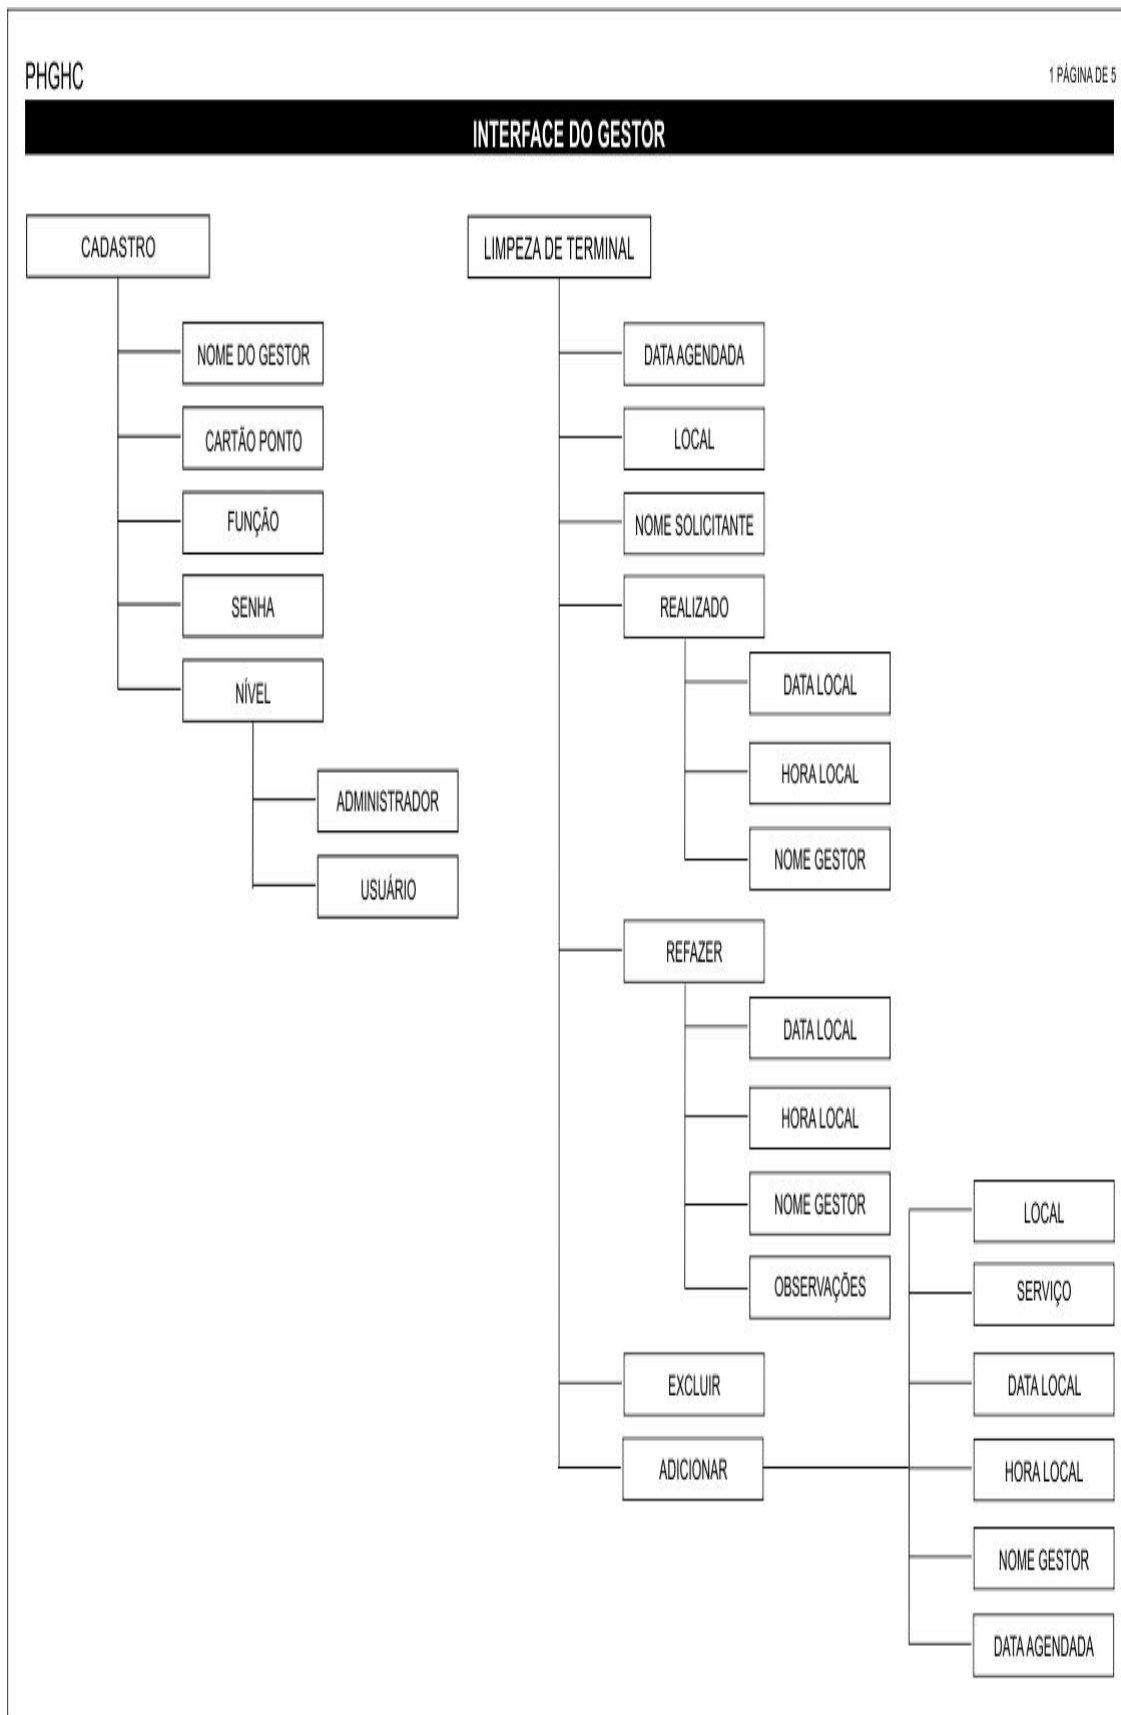 PHGHC
1 PÁGINA DE 5
INTERFACE DO GESTOR
CADASTRO
NOME DO GESTOR
CARTÃO PONTO
FUNÇÃO
SENHA
NÍVEL
ADMINISTRADOR
USUÁRIO
LIMPEZA DE TERMINAL
DATA AGENDADA
LOCAL
NOME SOLICITANTE
REALIZADO
DATA LOCAL
HORA LOCAL
NOME GESTOR
REFAZER
DATA LOCAL
HORA LOCAL
NOME GESTOR
OBSERVAÇÕES
EXCLUIR
ADICIONAR
LOCAL
SERVIÇO
DATA LOCAL
HORA LOCAL
NOME GESTOR
DATA AGENDADA